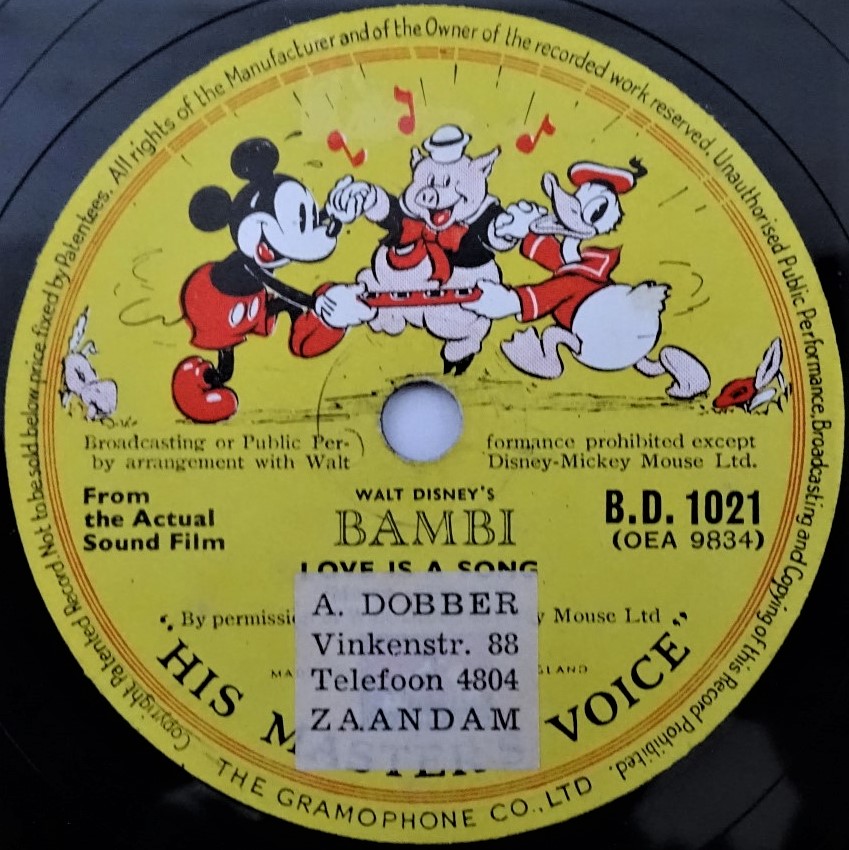 Copyright Patented Record. Not to be sold below price fixed by Patentees. All rights of the Manufacturer and of the Owner of the recorded work reserved. Unauthorised Public Performance, Broadcasting and Copying of this Record Prohibited.
Broadcasting or Public Per- formance prohibited except
by arrangement with Walt Disney-Mickey Mouse Ltd.
From
the Actual
Sound Film
WALT DISNEY'S
BAMBI
B.D. 1021
(OEA 9834)
LOVE IS A SONG
By permissi Mouse Ltd
A. DOBBER
Vinkenstr. 88
Telefoon 4804
ZAANDAM
"HIS MASTER'S VOICE"
THE GRAMOPHONE CO., LTD